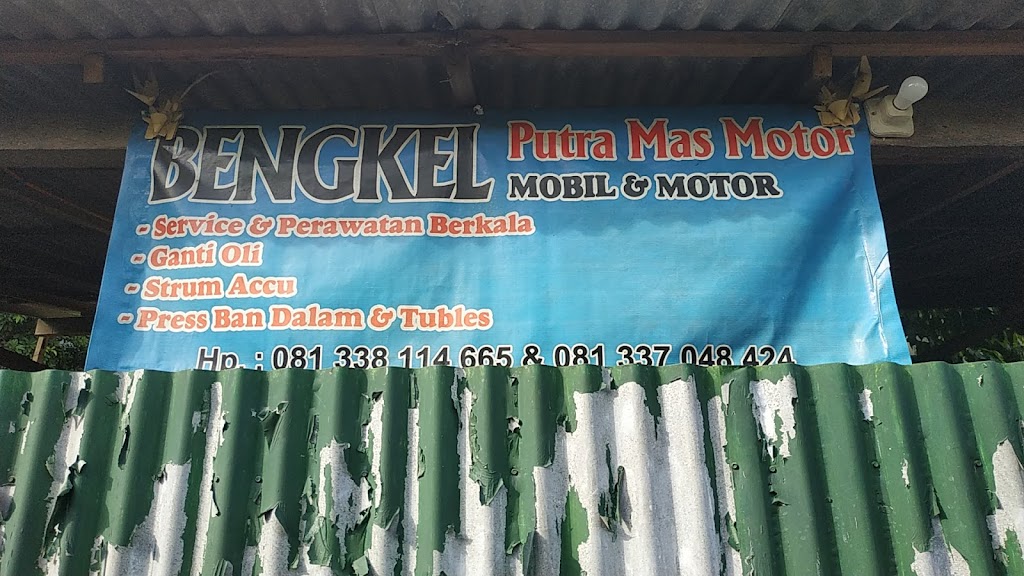 BENGKEL Putra Mas Motor
MOBIL & MOTOR
- Service & Perawatan Berkala
- Ganti Oli
- Strum Accu
- Press Ban Dalam & Tubles
Hp. : 081 338 114 665 & 081 337 048 424